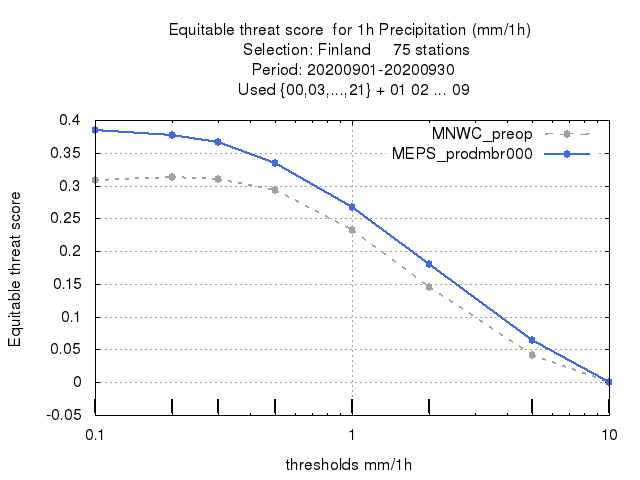 Equitable threat score  for 1h Precipitation (mm/1h)
Selection: Finland     75 stations
Period: 20200901-20200930
Used {00,03,...,21} + 01 02 ... 09
MNWC_preop
MEPS_prodmbr000
Equitable threat score
0.4
0.35
0.3
0.25
0.2
0.15
0.1
0.05
0
-0.05
0.1 1 10
thresholds mm/1h